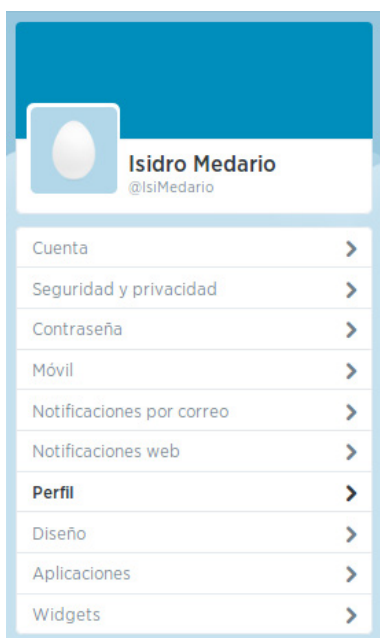 Isidro Medario
@IsiMedario
Cuenta
Seguridad y privacidad
Contraseña
Móvil
Notificaciones por correo
Notificaciones web
Perfil
Diseño
Aplicaciones
Widgets